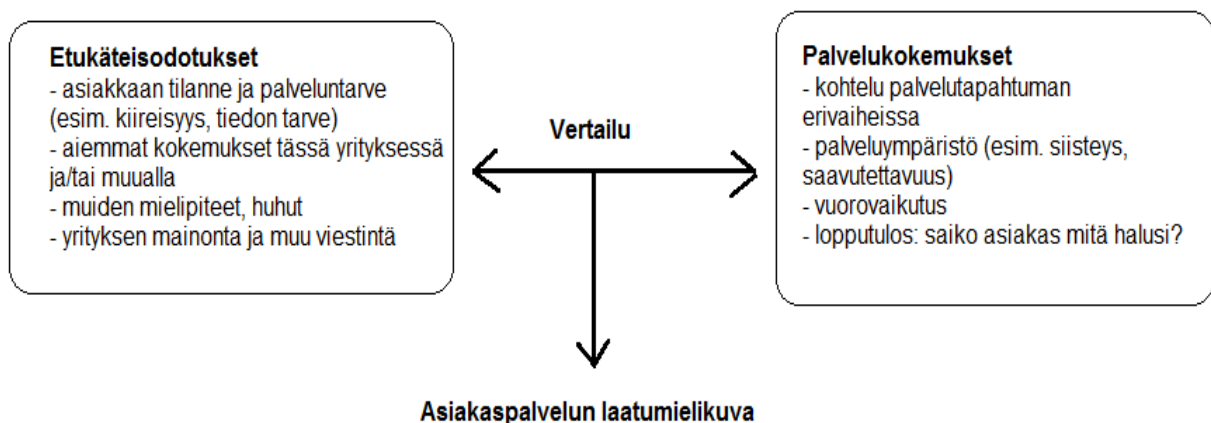 Etukäteisodotukset
- asiakkaan tilanne ja palveluntarve
(esim. kiireisyys, tiedon tarve)
- aiemmat kokemukset tässä yrityksessä
ja/tai muualla
- muiden mielipiteet, huhut
- yrityksen mainonta ja muu viestintä
Vertailu
Palvelukokemukset
- kohtelu palvelutapahtuman
erivaiheissa
- palveluympäristö (esim. siisteys,
saavutettavuus)
- vuorovaikutus
- lopputulos: saiko asiakas mitä halusi?
Asiakaspalvelun laatumielikuva